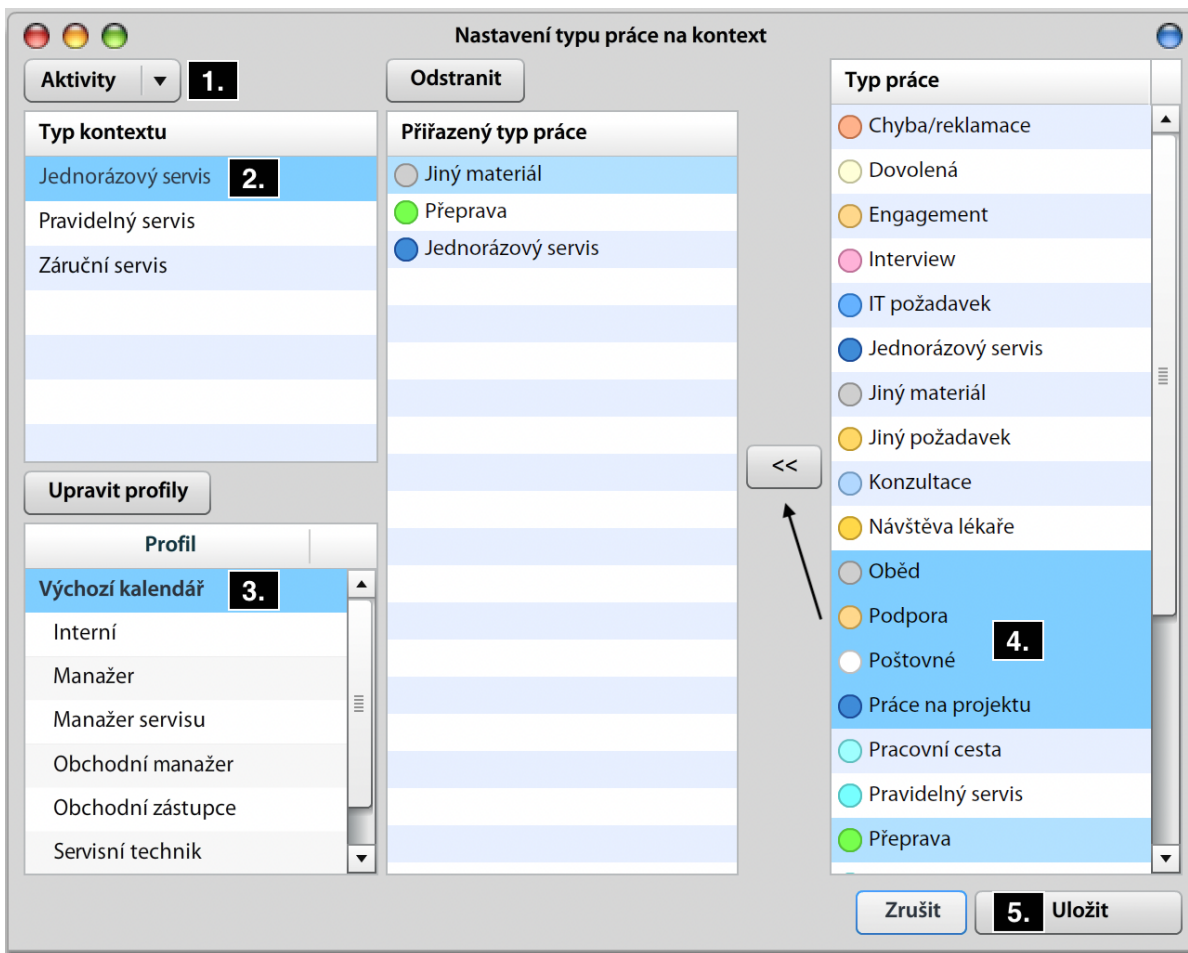 Nastavení typu práce na kontext
Aktivity
1.
Typ kontextu
Jednorázový servis
2.
Pravidelný servis
Záruční servis
Upravit profily
Profil
Výchozí kalendář
3.
Interní
Manažer
Manažer servisu
Obchodní manažer
Obchodní zástupce
Servisní technik
Odstranit
Přiřazený typ práce
Jiný materiál
Přeprava
Jednorázový servis
<<
Typ práce
Chyba/reklamace
Dovolená
Engagement
Interview
IT požadavek
Jednorázový servis
Jiný materiál
Jiný požadavek
Konzultace
Návštěva lékaře
Oběd
Podpora
4.
Poštovné
Práce na projektu
Pracovní cesta
Pravidelný servis
Přeprava
Zrušit
5.
Uložit